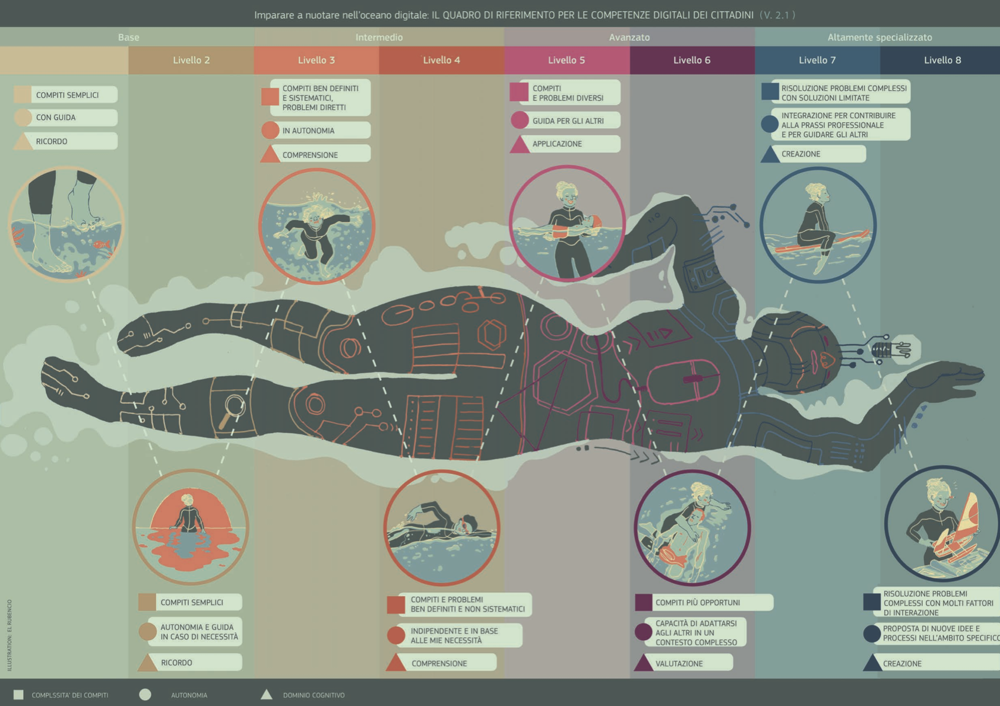 Imparare a nuotare nell'oceano digitale: IL QUADRO DI RIFERIMENTO PER LE COMPETENZE DIGITALI DEI CITTADINI (V. 2.1)
Base
Intermedio
Avanzato
Altamente specializzato
Livello 2
Livello 3
Livello 4
Livello 5
Livello 6
Livello 7
Livello 8
COMPITI SEMPLICI
CON GUIDA
RICORDO
COMPITI BEN DEFINITI
E SISTEMATICI,
PROBLEMI DIRETTI
IN AUTONOMIA
COMPRENSIONE
COMPITI
E PROBLEMI DIVERSI
GUIDA PER GLI ALTRI
APPLICAZIONE
RISOLUZIONE PROBLEMI COMPLESSI
CON SOLUZIONI LIMITATE
INTEGRAZIONE PER CONTRIBUIRE
ALLA PRASSI PROFESSIONALE
E PER GUIDARE GLI ALTRI
CREAZIONE
COMPITI SEMPLICI
AUTONOMIA E GUIDA
IN CASO DI NECESSITÀ
RICORDO
COMPITI E PROBLEMI
BEN DEFINITI E NON SISTEMATICI
INDIPENDENTE E IN BASE
ALLE MIE NECESSITÀ
COMPRENSIONE
COMPITI PIÙ OPPORTUNI
CAPACITÀ DI ADATTARSI
AGLI ALTRI IN UN
CONTESTO COMPLESSO
VALUTAZIONE
RISOLUZIONE PROBLEMI
COMPLESSI CON MOLTI FATTORI
DI INTERAZIONE
PROPOSTA DI NUOVE IDEE E
PROCESSI NELL'AMBITO SPECIFICO
CREAZIONE
ILLUSTRATION: EL RUBENCIO
COMPLSSITA' DEI COMPITI
AUTONOMIA
DOMINIO COGNITIVO